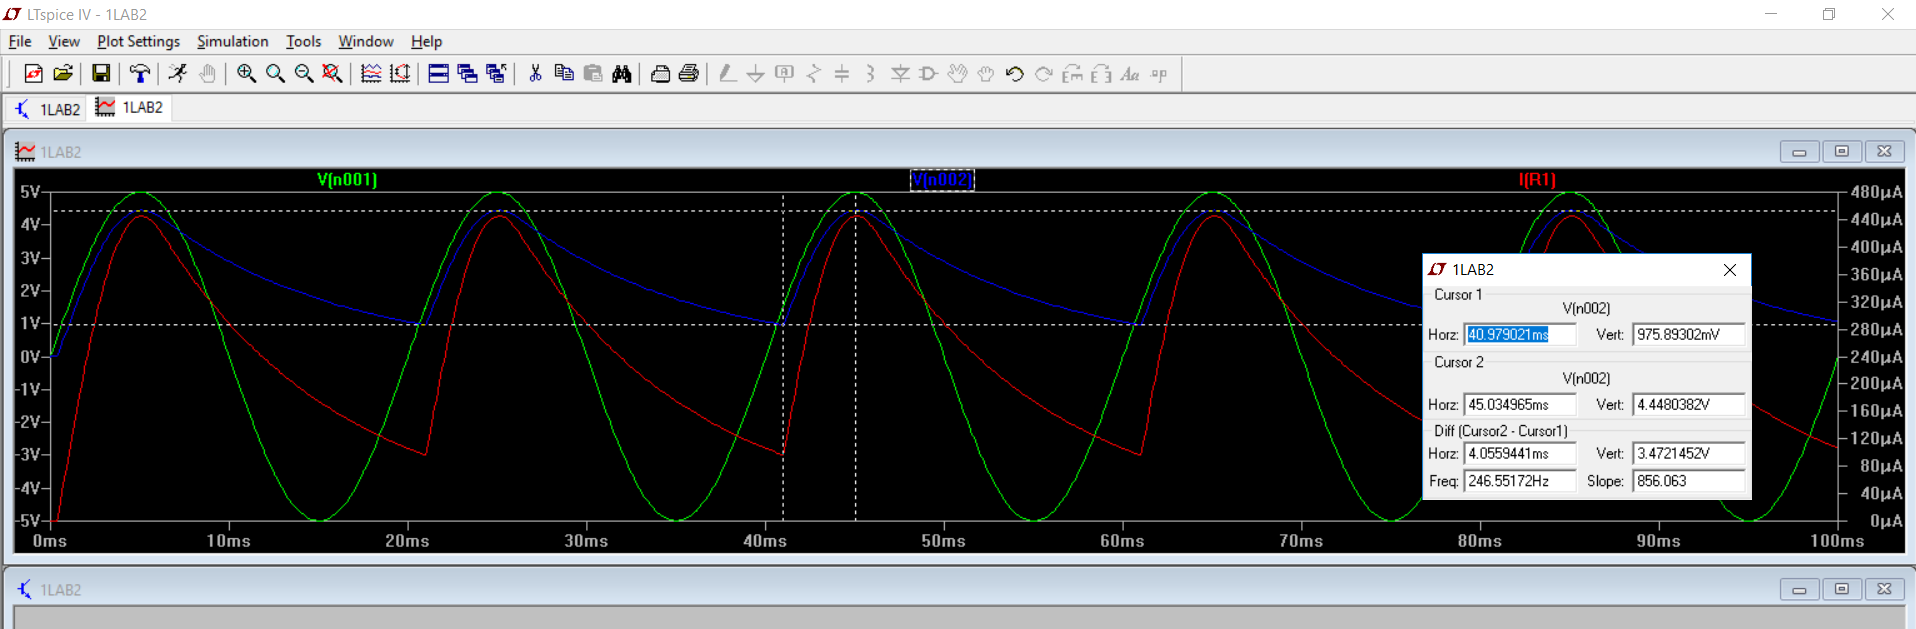 LTspice IV - 1LAB2
File View Plot Settings Simulation Tools Window Help
1LAB2 1LAB2
1LAB2
V(n001) V(n002) I(R1)
5V 480µA
4V 440µA
400µA
3V 360µA
2V 320µA
1V 280µA
0V 240µA
-1V 200µA
-2V 160µA
120µA
-3V 80µA
-4V 40µA
-5V 0µA
0ms 10ms 20ms 30ms 40ms 50ms 60ms 70ms 80ms 90ms 100ms
1LAB2
Cursor 1
V(n002)
Horz: 40.979021ms Vert: 975.89302mV
Cursor 2
V(n002)
Horz: 45.034965ms Vert: 4.4480382V
Diff (Cursor2 - Cursor1)
Horz: 4.0559441ms Vert: 3.4721452V
Freq: 246.55172Hz Slope: 856.063
1LAB2